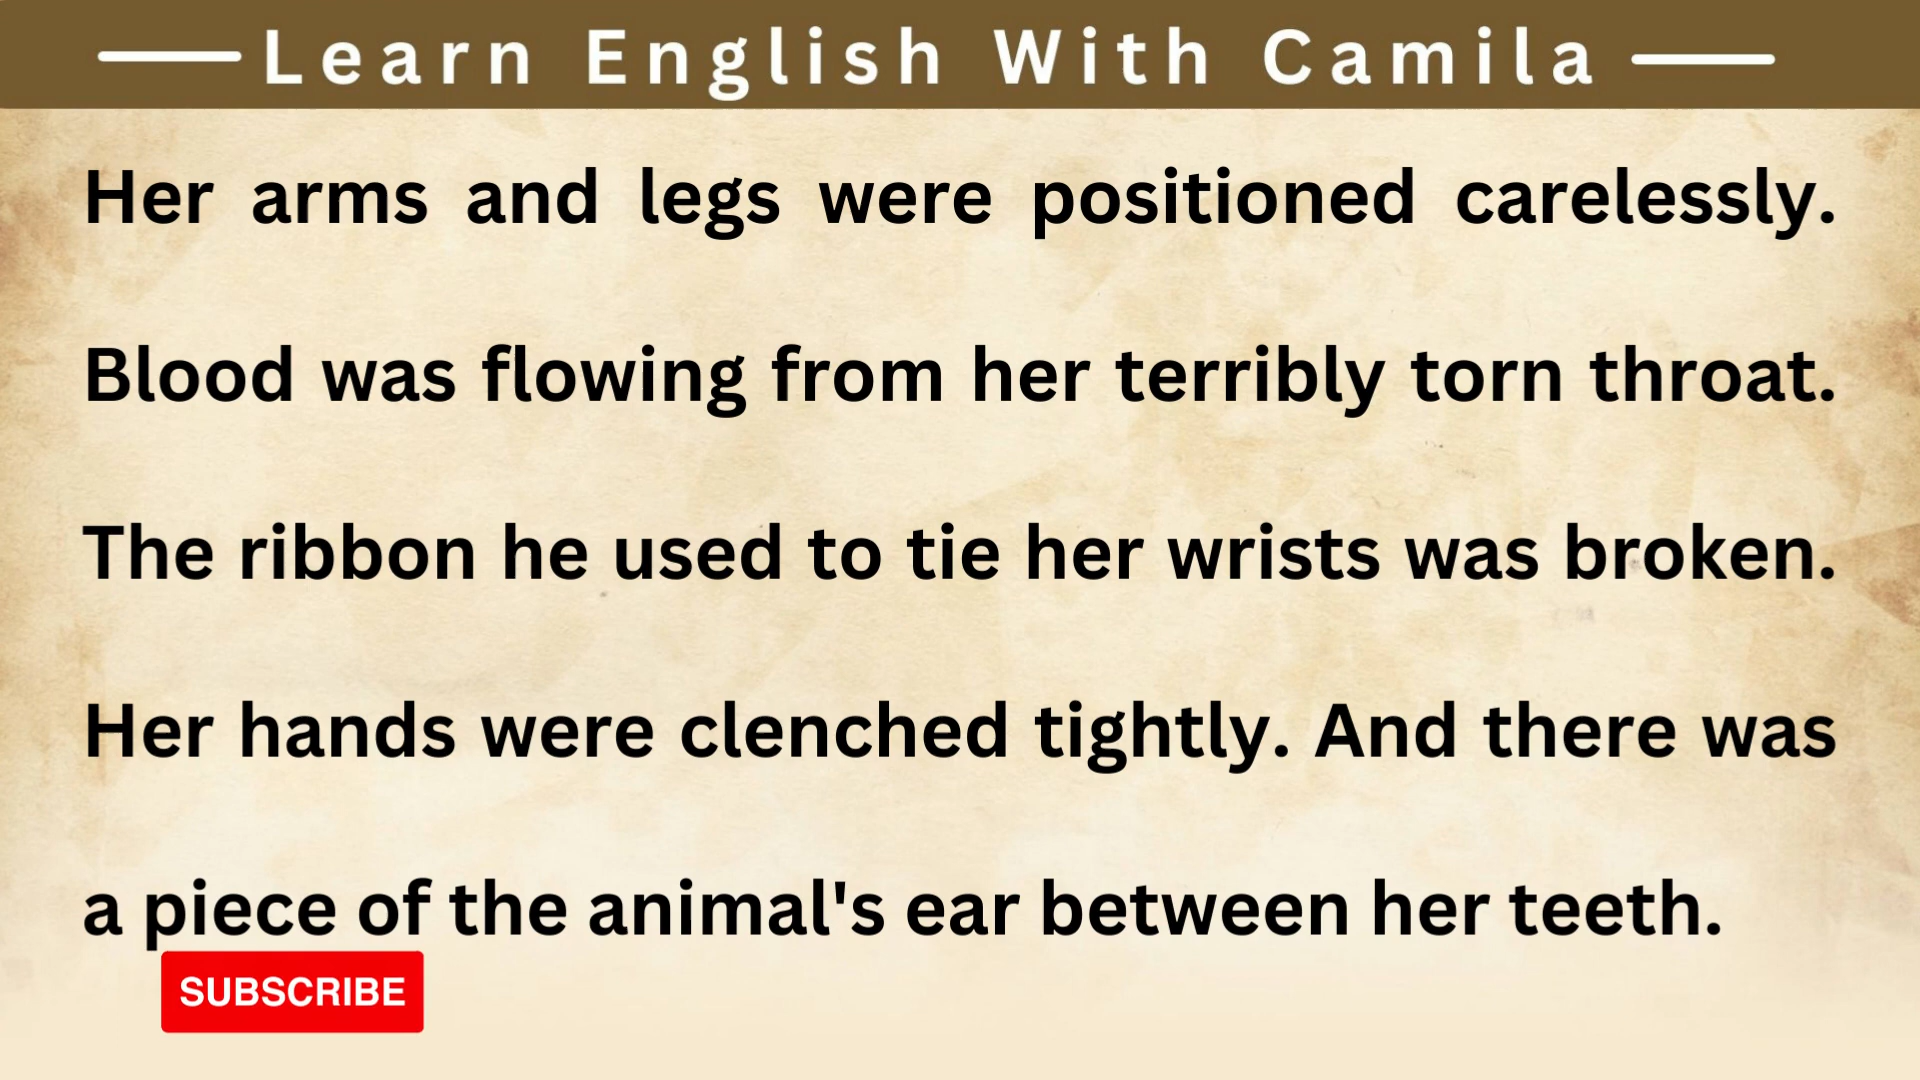 Learn English With Camila
Her arms and legs were positioned carelessly.
Blood was flowing from her terribly torn throat.
The ribbon he used to tie her wrists was broken.
Her hands were clenched tightly. And there was
a piece of the animal's ear between her teeth.
SUBSCRIBE